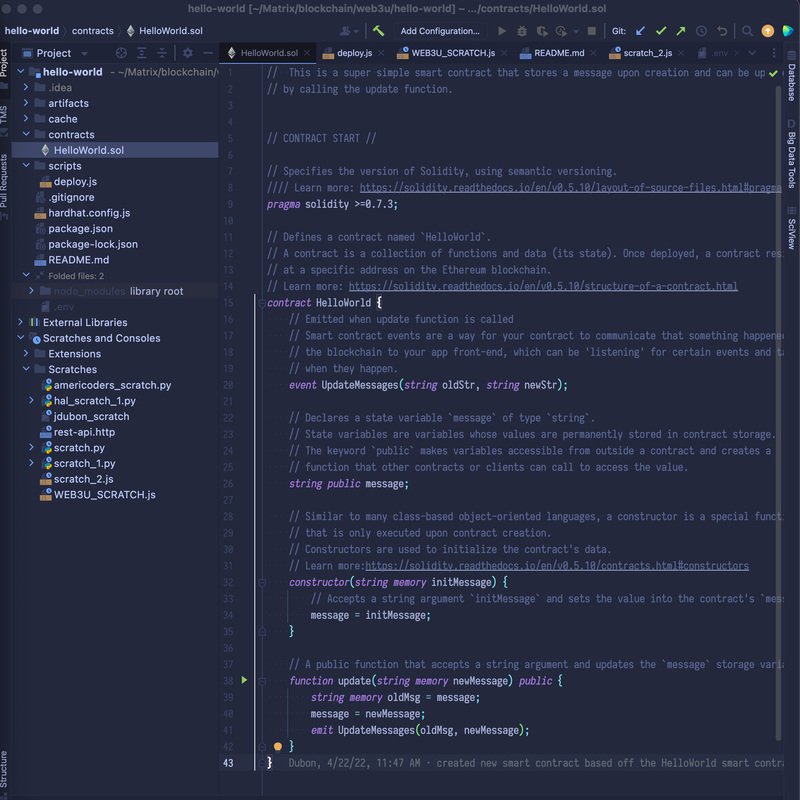 hello-world [~/Matrix/blockchain/web3u/hello-world] – .../contracts/HelloWorld.sol
hello-world › contracts › HelloWorld.sol
Add Configuration...
Git:
Project
HelloWorld.sol
deploy.js
WEB3U_SCRATCH.js
README.md
scratch_2.js
.env
Project
TMS
Pull Requests
Structure
Database
Big Data Tools
SciView
hello-world ~/Matrix/blockchain/
.idea
artifacts
cache
contracts
HelloWorld.sol
scripts
deploy.js
.gitignore
hardhat.config.js
package.json
package-lock.json
README.md
Folded files: 2
node_modules library root
.env
External Libraries
Scratches and Consoles
Extensions
Scratches
americoders_scratch.py
hal_scratch_1.py
jdubon_scratch
rest-api.http
scratch.py
scratch_1.py
scratch_2.js
WEB3U_SCRATCH.js
1 // This is a super simple smart contract that stores a message upon creation and can be up
2 // by calling the update function.
3
4
5 // CONTRACT START //
6
7 // Specifies the version of Solidity, using semantic versioning.
8 //// Learn more: https://solidity.readthedocs.io/en/v0.5.10/layout-of-source-files.html#pragma
9 pragma solidity >=0.7.3;
10
11 // Defines a contract named `HelloWorld`.
12 // A contract is a collection of functions and data (its state). Once deployed, a contract res
13 // at a specific address on the Ethereum blockchain.
14 // Learn more: https://solidity.readthedocs.io/en/v0.5.10/structure-of-a-contract.html
15 contract HelloWorld {
16 // Emitted when update function is called
17 // Smart contract events are a way for your contract to communicate that something happene
18 // the blockchain to your app front-end, which can be 'listening' for certain events and ta
19 // when they happen.
20 event UpdateMessages(string oldStr, string newStr);
21
22 // Declares a state variable `message` of type `string`.
23 // State variables are variables whose values are permanently stored in contract storage.
24 // The keyword `public` makes variables accessible from outside a contract and creates a
25 // function that other contracts or clients can call to access the value.
26 string public message;
27
28 // Similar to many class-based object-oriented languages, a constructor is a special funct
29 // that is only executed upon contract creation.
30 // Constructors are used to initialize the contract's data.
31 // Learn more:https://solidity.readthedocs.io/en/v0.5.10/contracts.html#constructors
32 constructor(string memory initMessage) {
33 // Accepts a string argument `initMessage` and sets the value into the contract's `mes
34 message = initMessage;
35 }
36
37 // A public function that accepts a string argument and updates the `message` storage vari
38 function update(string memory newMessage) public {
39 string memory oldMsg = message;
40 message = newMessage;
41 emit UpdateMessages(oldMsg, newMessage);
42 }
43 } Dubon, 4/22/22, 11:47 AM · created new smart contract based off the HelloWorld smart contra